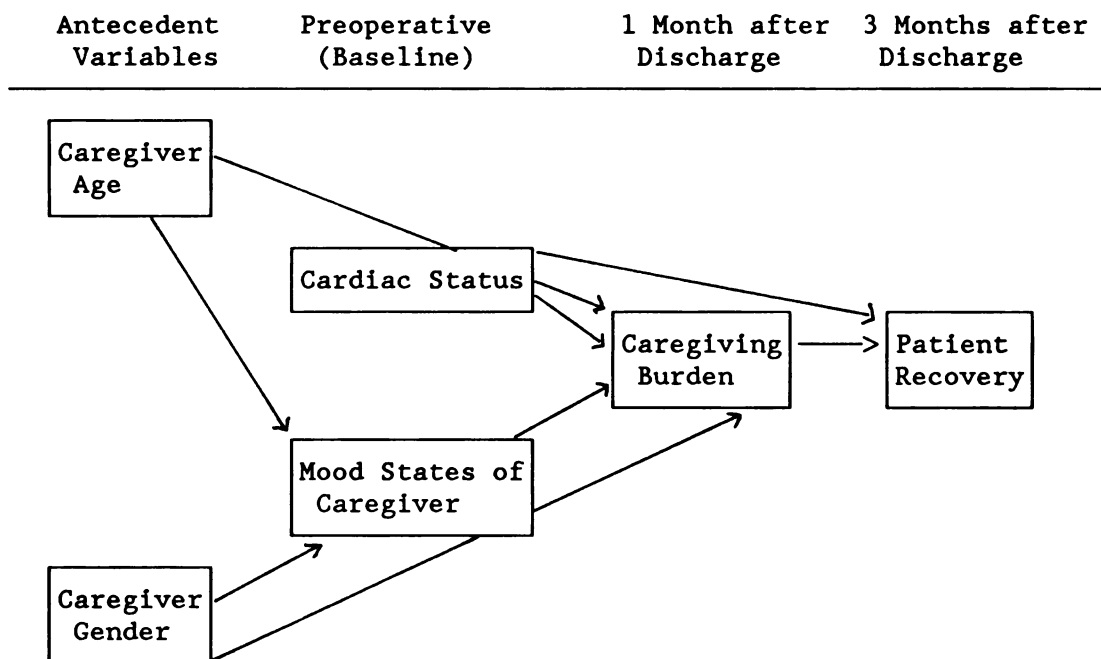 Antecedent Variables
Preoperative (Baseline)
1 Month after Discharge
3 Months after Discharge
Caregiver Age
Cardiac Status
Caregiving Burden
Patient Recovery
Mood States of Caregiver
Caregiver Gender